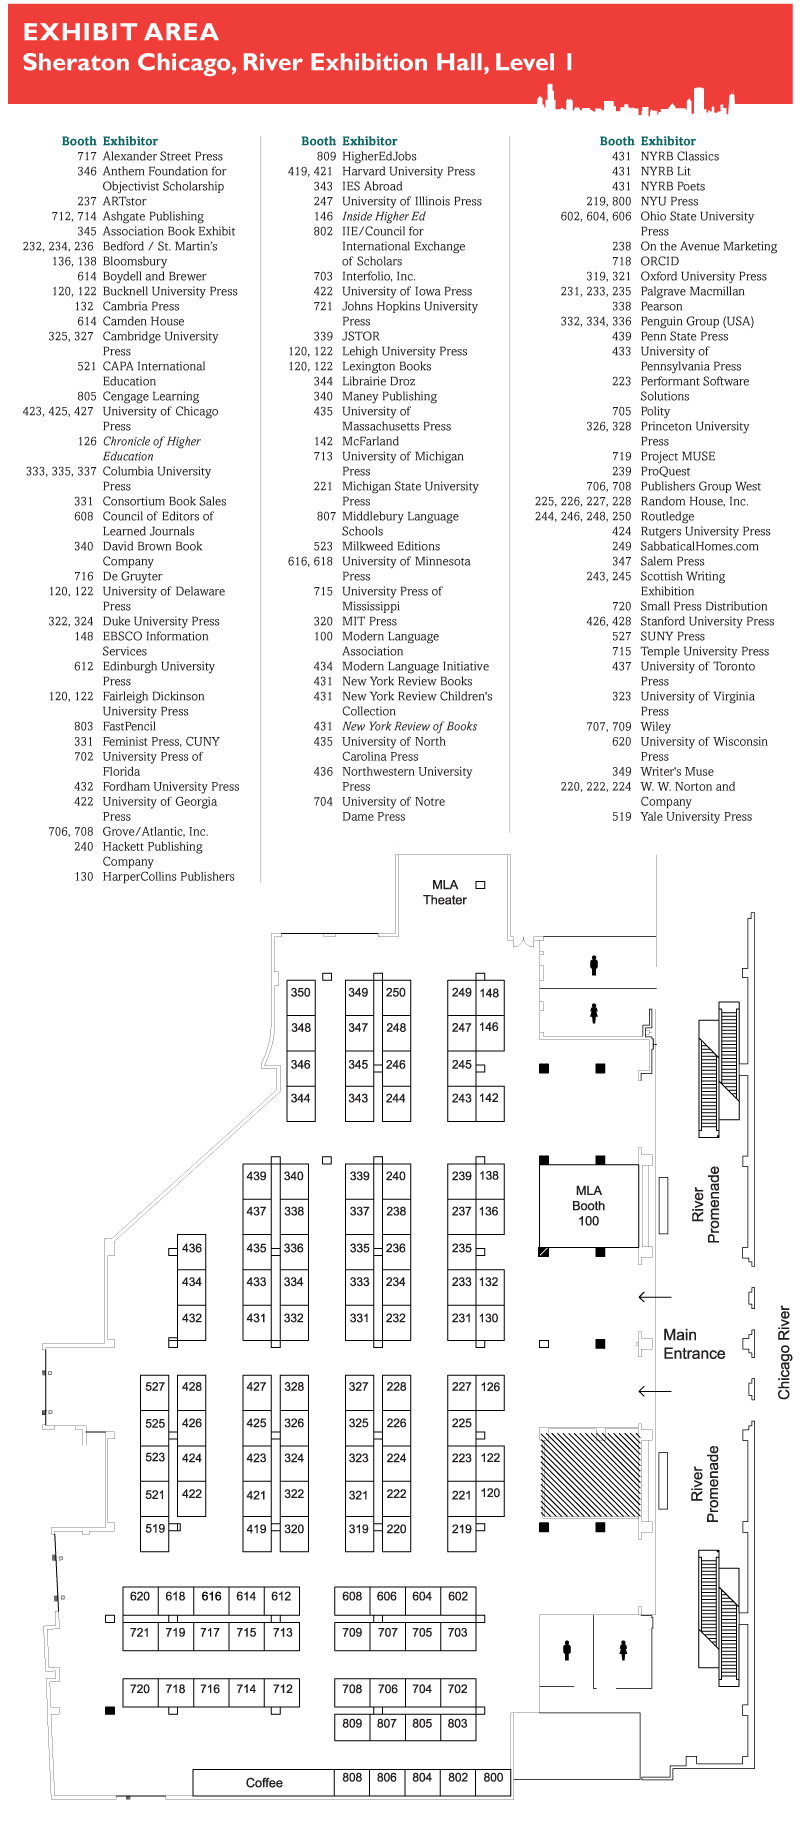 EXHIBIT AREA
Sheraton Chicago, River Exhibition Hall, Level 1
Booth Exhibitor
717 Alexander Street Press
346 Anthem Foundation for
Objectivist Scholarship
237 ARTstor
712, 714 Ashgate Publishing
345 Association Book Exhibit
232, 234, 236 Bedford / St. Martin's
136, 138 Bloomsbury
614 Boydell and Brewer
120, 122 Bucknell University Press
132 Cambria Press
614 Camden House
325, 327 Cambridge University
Press
521 CAPA International
Education
805 Cengage Learning
423, 425, 427 University of Chicago
Press
126 Chronicle of Higher
Education
333, 335, 337 Columbia University
Press
331 Consortium Book Sales
608 Council of Editors of
Learned Journals
340 David Brown Book
Company
716 De Gruyter
120, 122 University of Delaware
Press
322, 324 Duke University Press
148 EBSCO Information
Services
612 Edinburgh University
Press
120, 122 Fairleigh Dickinson
University Press
803 FastPencil
331 Feminist Press, CUNY
702 University Press of
Florida
432 Fordham University Press
422 University of Georgia
Press
706, 708 Grove/Atlantic, Inc.
240 Hackett Publishing
Company
130 HarperCollins Publishers
Booth Exhibitor
809 HigherEdJobs
419, 421 Harvard University Press
343 IES Abroad
247 University of Illinois Press
146 Inside Higher Ed
802 IIE/Council for
International Exchange
of Scholars
703 Interfolio, Inc.
422 University of Iowa Press
721 Johns Hopkins University
Press
339 JSTOR
120, 122 Lehigh University Press
120, 122 Lexington Books
344 Librairie Droz
340 Maney Publishing
435 University of
Massachusetts Press
142 McFarland
713 University of Michigan
Press
221 Michigan State University
Press
807 Middlebury Language
Schools
523 Milkweed Editions
616, 618 University of Minnesota
Press
715 University Press of
Mississippi
320 MIT Press
100 Modern Language
Association
434 Modern Language Initiative
431 New York Review Books
431 New York Review Children's
Collection
431 New York Review of Books
435 University of North
Carolina Press
436 Northwestern University
Press
704 University of Notre
Dame Press
Booth Exhibitor
431 NYRB Classics
431 NYRB Lit
431 NYRB Poets
219, 800 NYU Press
602, 604, 606 Ohio State University
Press
238 On the Avenue Marketing
718 ORCID
319, 321 Oxford University Press
231, 233, 235 Palgrave Macmillan
338 Pearson
332, 334, 336 Penguin Group (USA)
439 Penn State Press
433 University of
Pennsylvania Press
223 Performant Software
Solutions
705 Polity
326, 328 Princeton University
Press
719 Project MUSE
239 ProQuest
706, 708 Publishers Group West
225, 226, 227, 228 Random House, Inc.
244, 246, 248, 250 Routledge
424 Rutgers University Press
249 SabbaticalHomes.com
347 Salem Press
243, 245 Scottish Writing
Exhibition
720 Small Press Distribution
426, 428 Stanford University Press
527 SUNY Press
715 Temple University Press
437 University of Toronto
Press
323 University of Virginia
Press
707, 709 Wiley
620 University of Wisconsin
Press
349 Writer's Muse
220, 222, 224 W. W. Norton and
Company
519 Yale University Press
MLA
Theater
350 349 250 249 148
348 347 248 247 146
346 345 246 245
344 343 244 243 142
439 340 339 240 239 138
437 338 337 238 237 136
436 435 336 335 236 235
434 433 334 333 234 233 132
432 431 332 331 232 231 130
MLA
Booth
100
River
Promenade
Main
Entrance
Chicago River
527 428 427 328 327 228 227 126
525 426 425 326 325 226 225
523 424 423 324 323 224 223 122
521 422 421 322 321 222 221 120
519 419 320 319 220 219
River
Promenade
620 618 616 614 612 608 606 604 602
721 719 717 715 713 709 707 705 703
720 718 716 714 712 708 706 704 702
809 807 805 803
Coffee 808 806 804 802 800